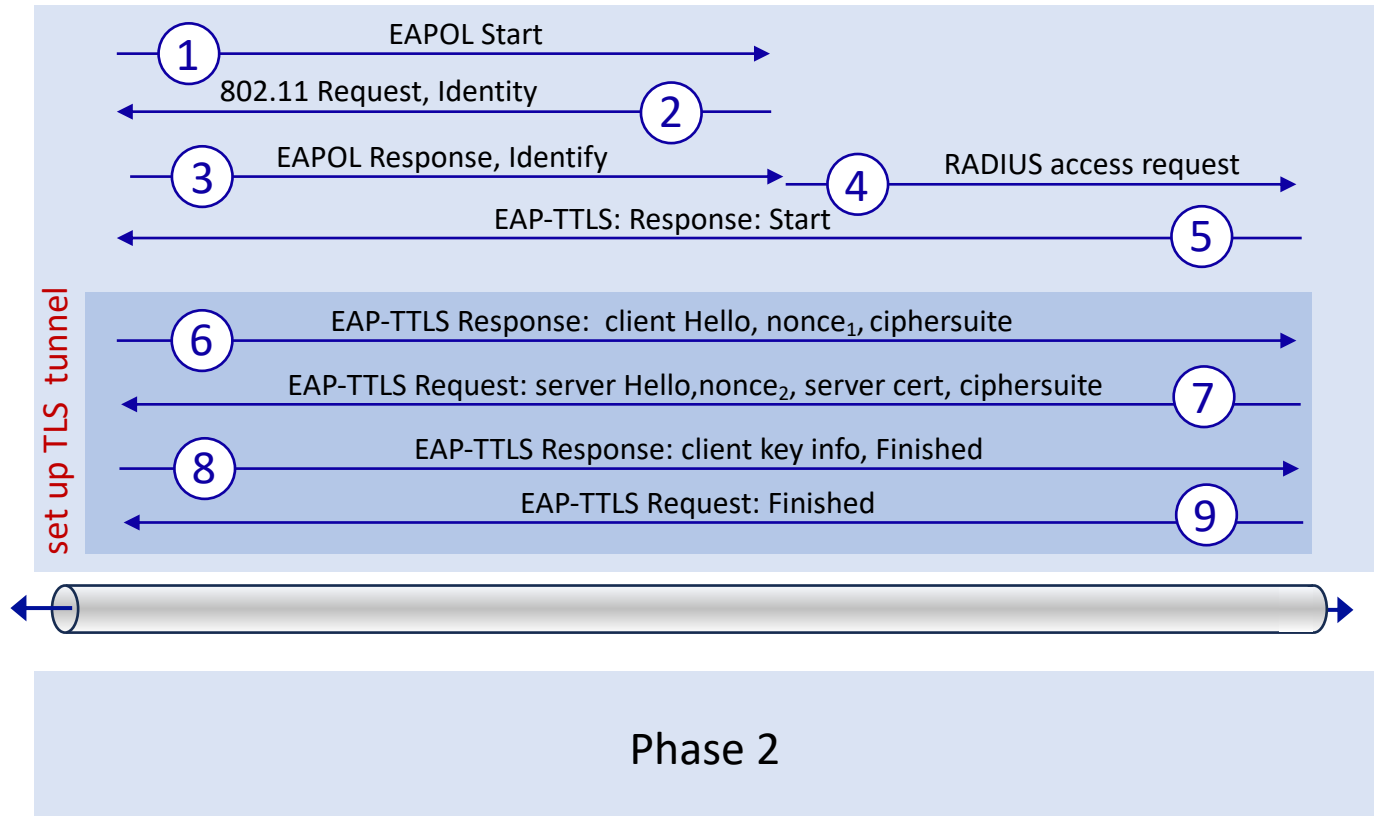 EAPOL Start
1
802.11 Request, Identity
2
EAPOL Response, Identify
3
RADIUS access request
4
EAP-TTLS: Response: Start
5
set up TLS tunnel
EAP-TTLS Response: client Hello, nonce₁, ciphersuite
6
EAP-TTLS Request: server Hello,nonce₂, server cert, ciphersuite
7
EAP-TTLS Response: client key info, Finished
8
EAP-TTLS Request: Finished
9
Phase 2